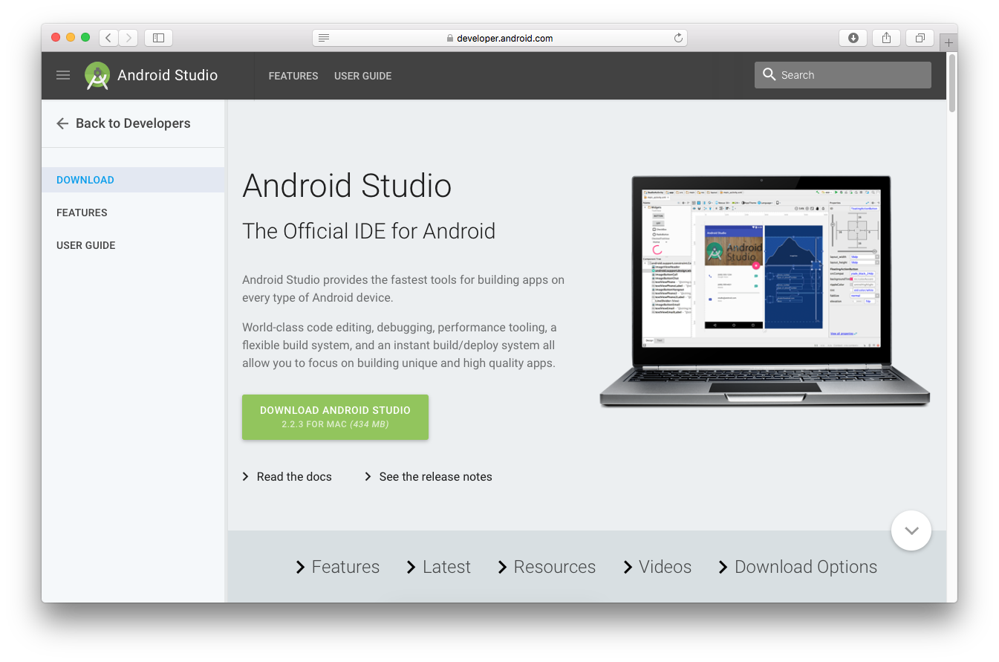 developer.android.com
Android Studio
FEATURES
USER GUIDE
Search
Back to Developers
DOWNLOAD
FEATURES
USER GUIDE
Android Studio
The Official IDE for Android
Android Studio provides the fastest tools for building apps on
every type of Android device.
World-class code editing, debugging, performance tooling, a
flexible build system, and an instant build/deploy system all
allow you to focus on building unique and high quality apps.
DOWNLOAD ANDROID STUDIO
2.2.3 FOR MAC (434 MB)
Read the docs
See the release notes
Android Studio
Android
Studio
Features
Latest
Resources
Videos
Download Options